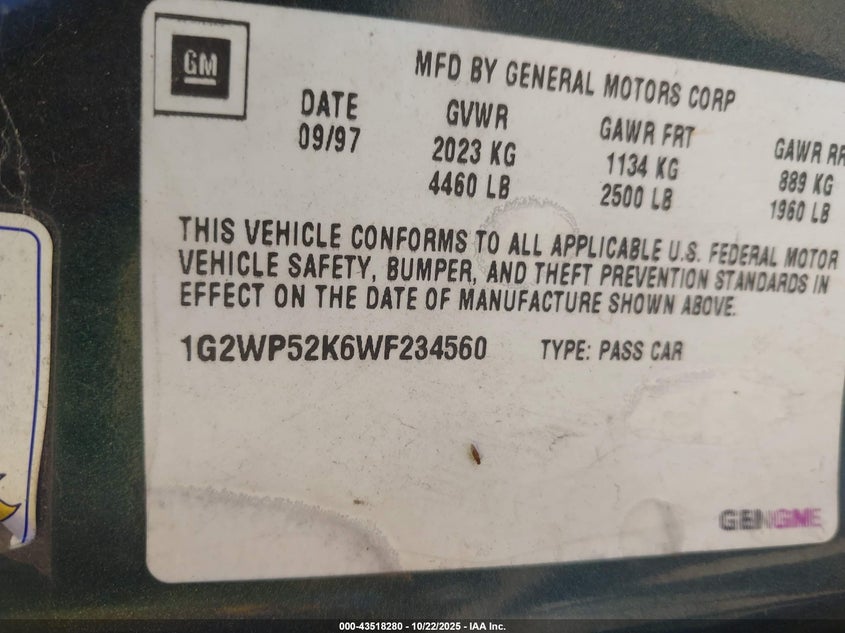 GM
MFD BY GENERAL MOTORS CORP
DATE GVWR GAWR FRT GAWR RR
09/97 2023 KG 1134 KG 889 KG
4460 LB 2500 LB 1960 LB
THIS VEHICLE CONFORMS TO ALL APPLICABLE U.S. FEDERAL MOTOR
VEHICLE SAFETY, BUMPER, AND THEFT PREVENTION STANDARDS IN
EFFECT ON THE DATE OF MANUFACTURE SHOWN ABOVE.
1G2WP52K6WF234560 TYPE: PASS CAR
000-43518280 - 10/22/2025 - IAA Inc.